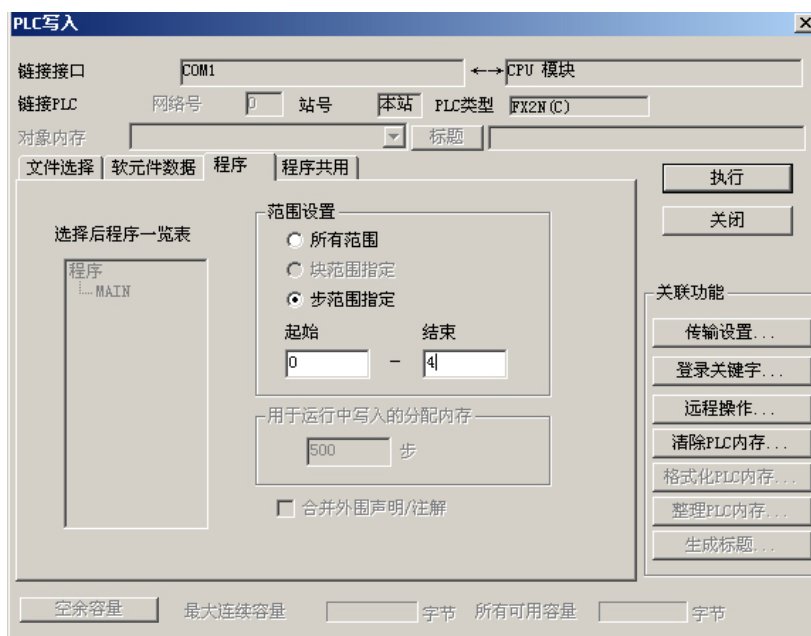 PLC写入
链接接口 COM1 ←→ CPU 模块
链接PLC 网络号 0 站号 本站 PLC类型 FX2N(C)
对象内存 标题
文件选择 软元件数据 程序 程序共用
执行
关闭
选择后程序一览表
程序
MAIN
范围设置
所有范围
块范围指定
步范围指定
起始 结束
0 - 4
用于运行中写入的分配内存
500 步
合并外围声明/注解
关联功能
传输设置...
登录关键字...
远程操作...
清除PLC内存...
格式化PLC内存...
整理PLC内存...
生成标题...
空余容量 最大连续容量 字节 所有可用容量 字节